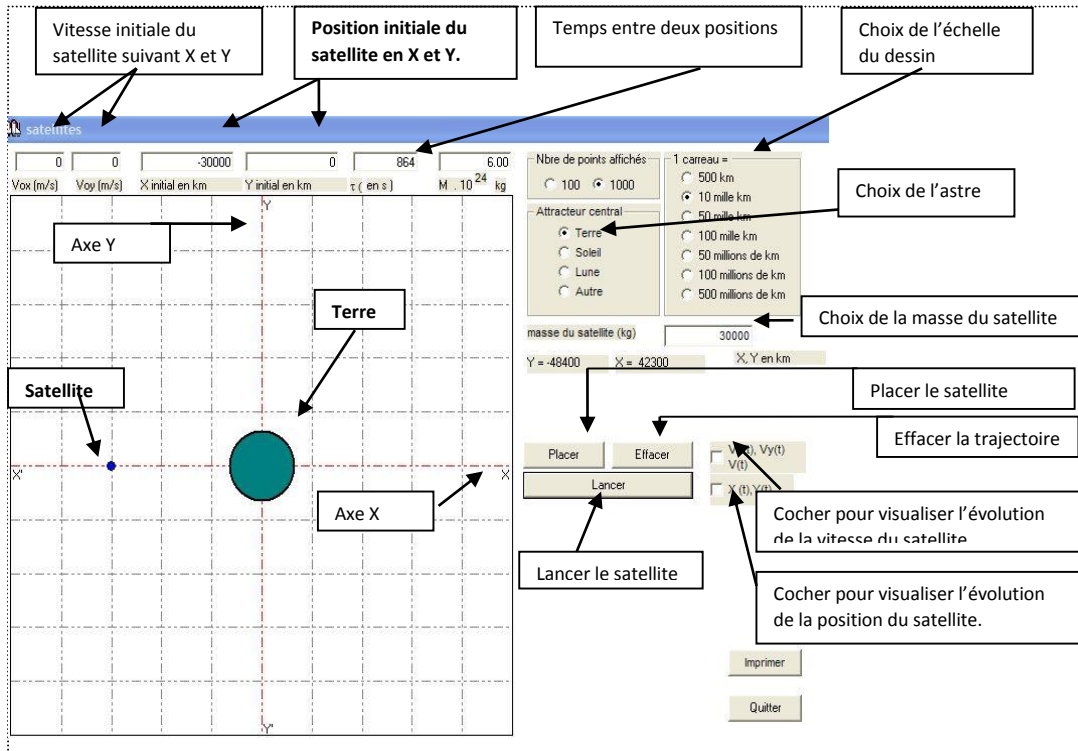 Vitesse initiale du
satellite suivant X et Y
Position initiale du
satellite en X et Y.
Temps entre deux positions
Choix de l'échelle
du dessin
satellites
0
0
-30000
0
864
6.00
Vox (m/s)
Voy (m/s)
X initial en km
Y initial en km
τ ( en s )
M . 10 24 kg
Nbre de points affichés
100
1000
1 carreau =
500 km
10 mille km
50 mille km
100 mille km
50 millions de km
100 millions de km
500 millions de km
Attracteur central
Terre
Soleil
Lune
Autre
Choix de l'astre
Y
Axe Y
Terre
Satellite
X'
X
Axe X
Y'
masse du satellite (kg)
30000
Choix de la masse du satellite
Y = -48400
X = 42300
X, Y en km
Placer le satellite
Effacer la trajectoire
Placer
Effacer
Lancer
Vy(t)
V(t)
X (t),Y(t)
Lancer le satellite
Cocher pour visualiser l'évolution
de la vitesse du satellite
Cocher pour visualiser l'évolution
de la position du satellite.
Imprimer
Quitter